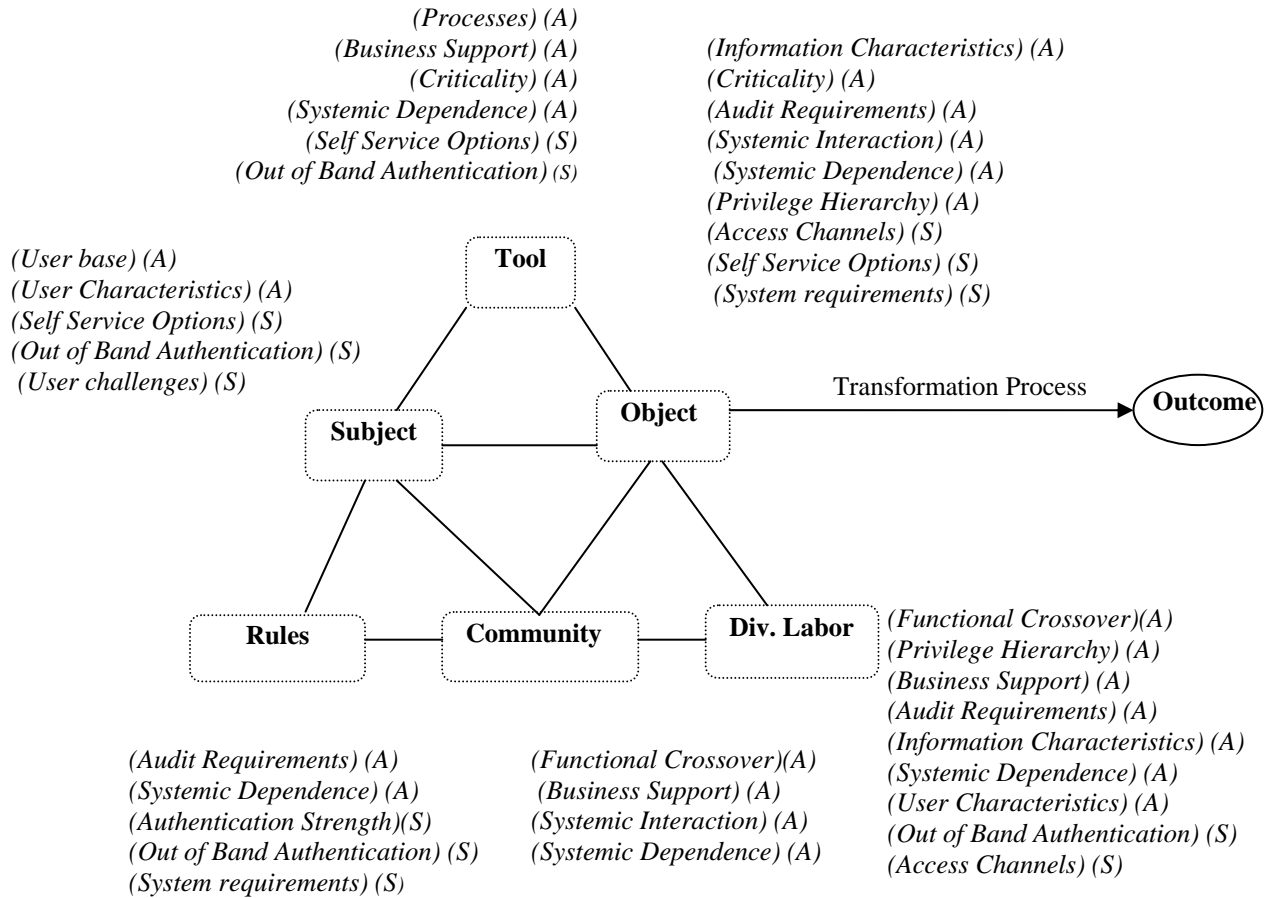 (Processes) (A)
(Business Support) (A)
(Criticality) (A)
(Systemic Dependence) (A)
(Self Service Options) (S)
(Out of Band Authentication) (S)
(Information Characteristics) (A)
(Criticality) (A)
(Audit Requirements) (A)
(Systemic Interaction) (A)
(Systemic Dependence) (A)
(Privilege Hierarchy) (A)
(Access Channels) (S)
(Self Service Options) (S)
(System requirements) (S)
(User base) (A)
(User Characteristics) (A)
(Self Service Options) (S)
(Out of Band Authentication) (S)
(User challenges) (S)
Tool
Subject
Object
Transformation Process
Outcome
Rules
Community
Div. Labor
(Functional Crossover)(A)
(Privilege Hierarchy) (A)
(Business Support) (A)
(Audit Requirements) (A)
(Information Characteristics) (A)
(Systemic Dependence) (A)
(User Characteristics) (A)
(Out of Band Authentication) (S)
(Access Channels) (S)
(Audit Requirements) (A)
(Systemic Dependence) (A)
(Authentication Strength)(S)
(Out of Band Authentication) (S)
(System requirements) (S)
(Functional Crossover)(A)
(Business Support) (A)
(Systemic Interaction) (A)
(Systemic Dependence) (A)